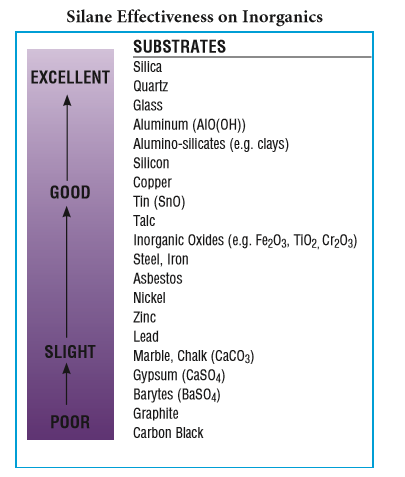 Silane Effectiveness on Inorganics
SUBSTRATES
EXCELLENT
GOOD
SLIGHT
POOR
Silica
Quartz
Glass
Aluminum (AlO(OH))
Alumino-silicates (e.g. clays)
Silicon
Copper
Tin (SnO)
Talc
Inorganic Oxides (e.g. Fe₂O₃, TiO₂, Cr₂O₃)
Steel, Iron
Asbestos
Nickel
Zinc
Lead
Marble, Chalk (CaCO₃)
Gypsum (CaSO₄)
Barytes (BaSO₄)
Graphite
Carbon Black